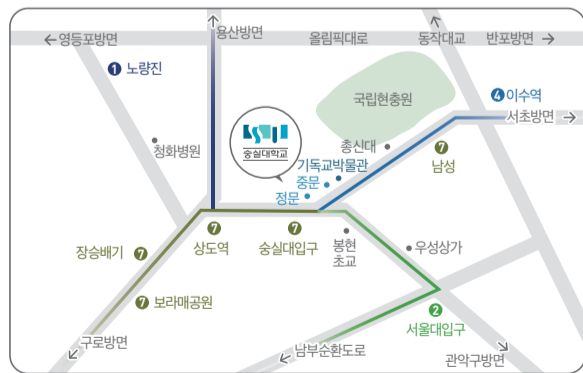 영등포방면
용산방면
올림픽대로
동작대교
반포방면
1 노량진
국립현충원
4 이수역
서초방면
청화병원
숭실대학교
총신대
7
남성
기독교박물관
중문
정문
장승배기 7
7
상도역
7
숭실대입구
봉현
초교
우성상가
7 보라매공원
2
서울대입구
구로방면
남부순환도로
관악구방면